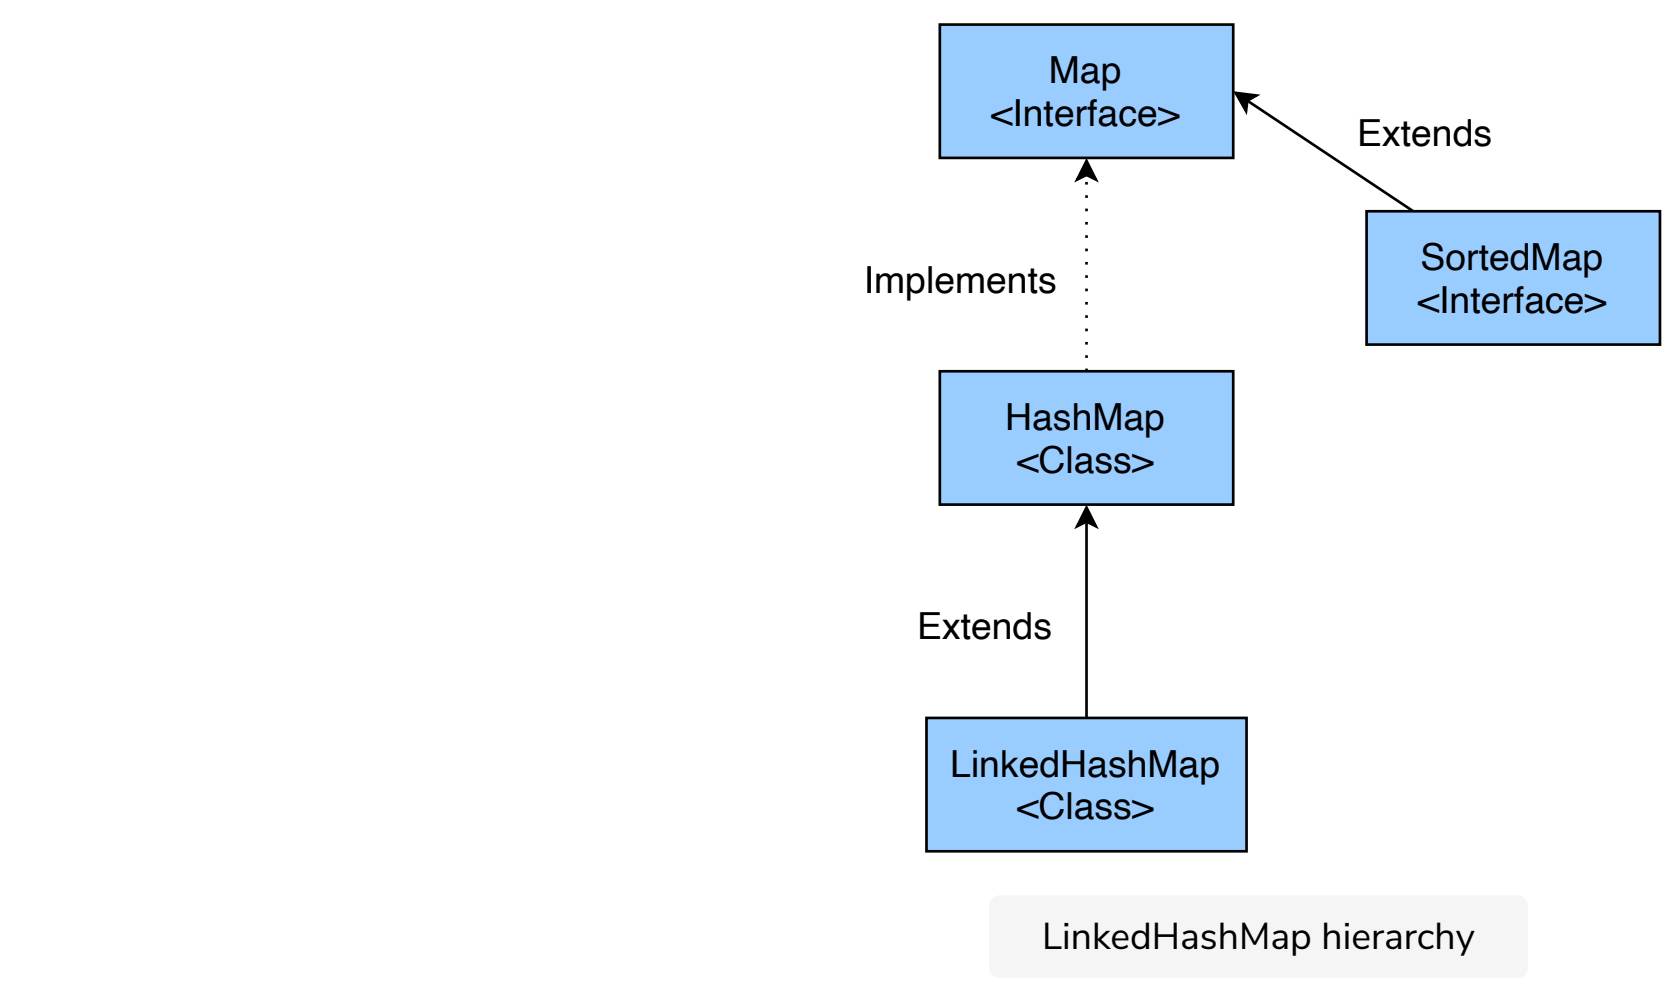 Map
<Interface>
Extends
SortedMap
<Interface>
Implements
HashMap
<Class>
Extends
LinkedHashMap
<Class>
LinkedHashMap hierarchy